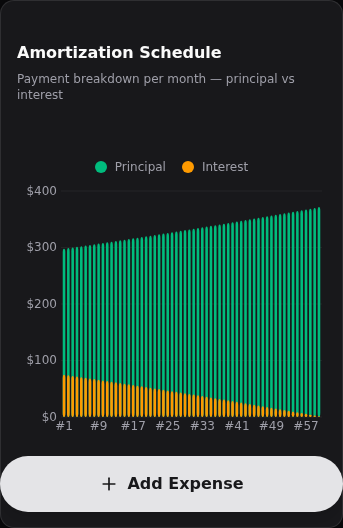 Amortization Schedule
Payment breakdown per month — principal vs
interest
Principal Interest
$400
$300
$200
$100
$0
#1 #9 #17 #25 #33 #41 #49 #57
+ Add Expense